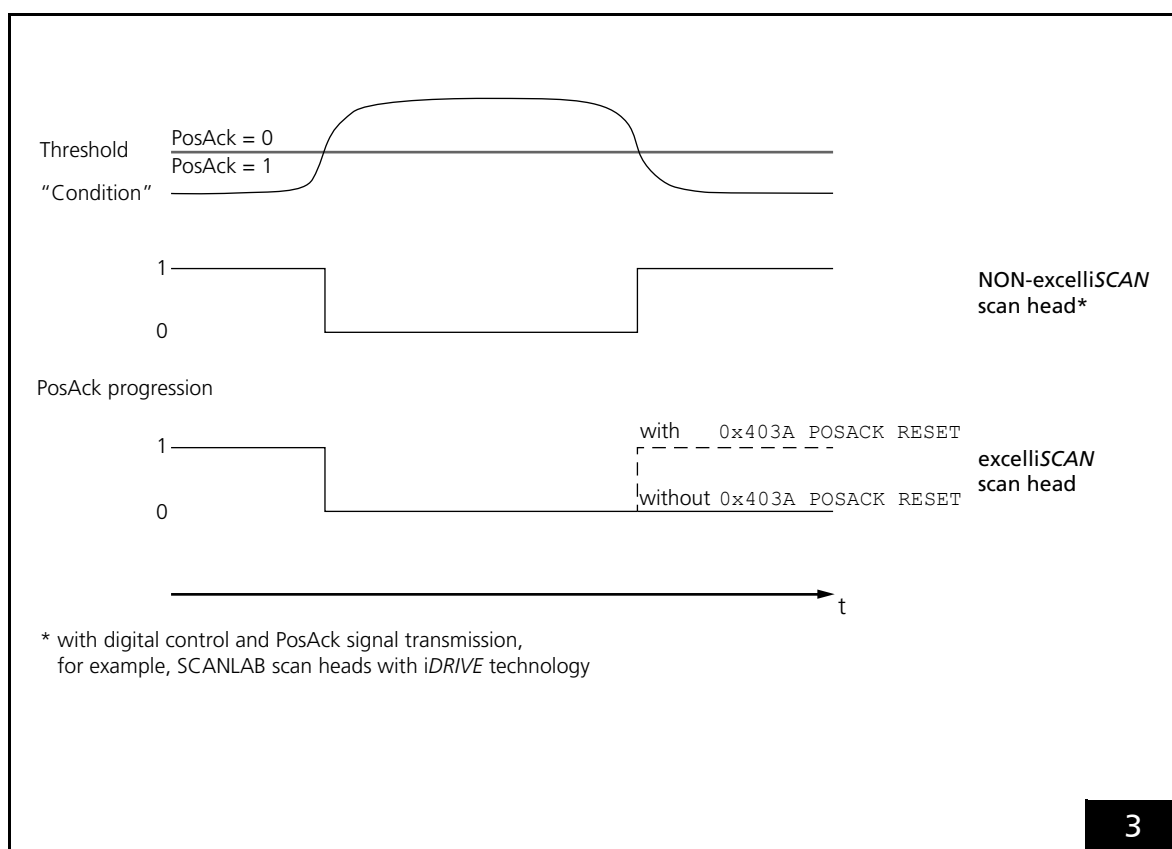 PosAck = 0
Threshold
PosAck = 1
"Condition"
1
NON-excelliSCAN
scan head*
0
PosAck progression
with 0x403A POSACK RESET
1
excelliSCAN
scan head
without 0x403A POSACK RESET
0
t
* with digital control and PosAck signal transmission,
for example, SCANLAB scan heads with iDRIVE technology
3